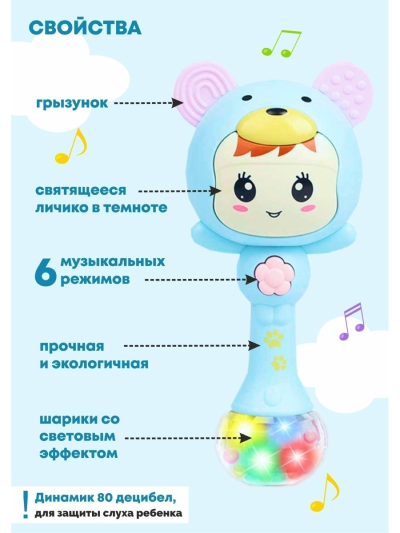 СВОЙСТВА
грызунок
святящееся
личико в темноте
6 музыкальных
режимов
прочная
и экологичная
шарики со
световым
эффектом
! Динамик 80 децибел,
для защиты слуха ребенка